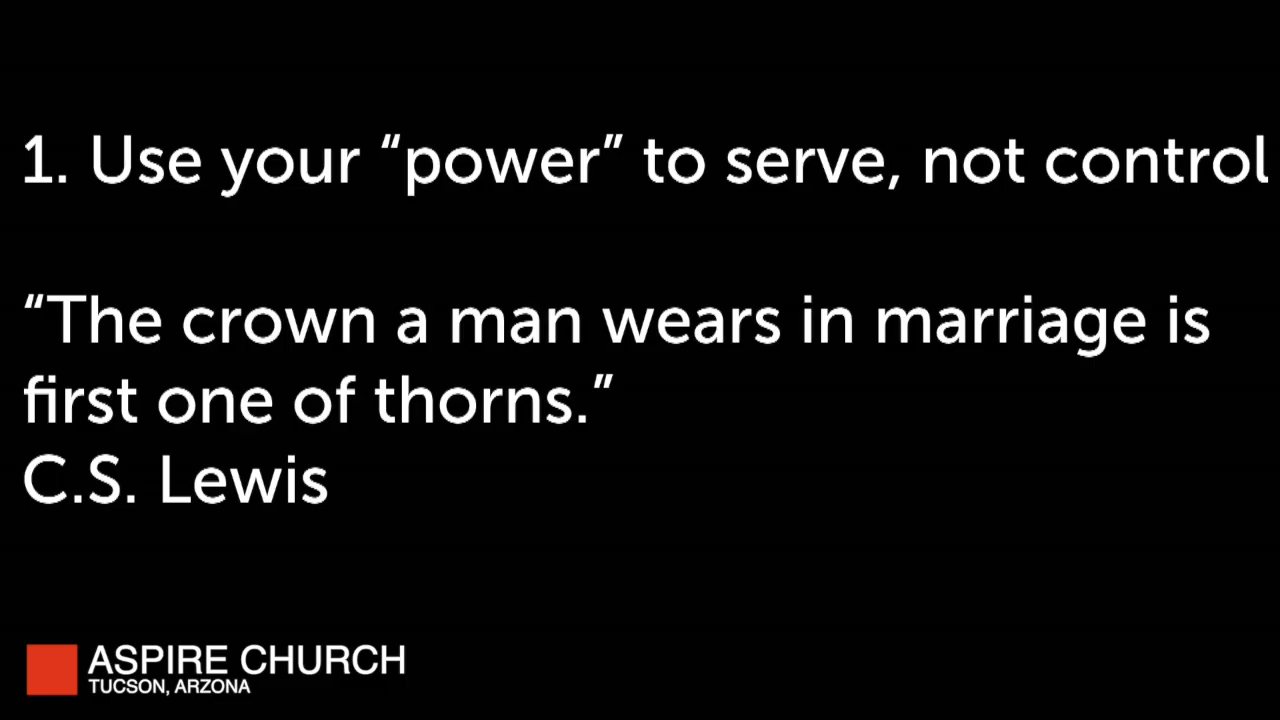 1. Use your “power” to serve, not control
“The crown a man wears in marriage is
first one of thorns.”
C.S. Lewis
ASPIRE CHURCH
TUCSON, ARZONA